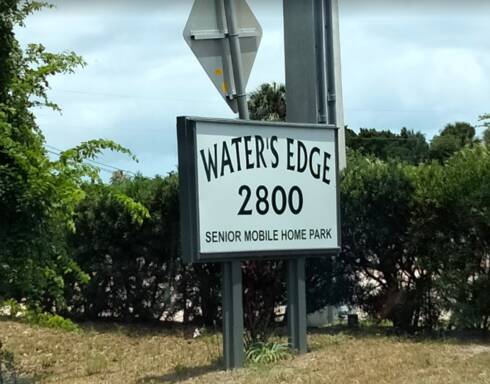 WATER'S EDGE
2800
SENIOR MOBILE HOME PARK